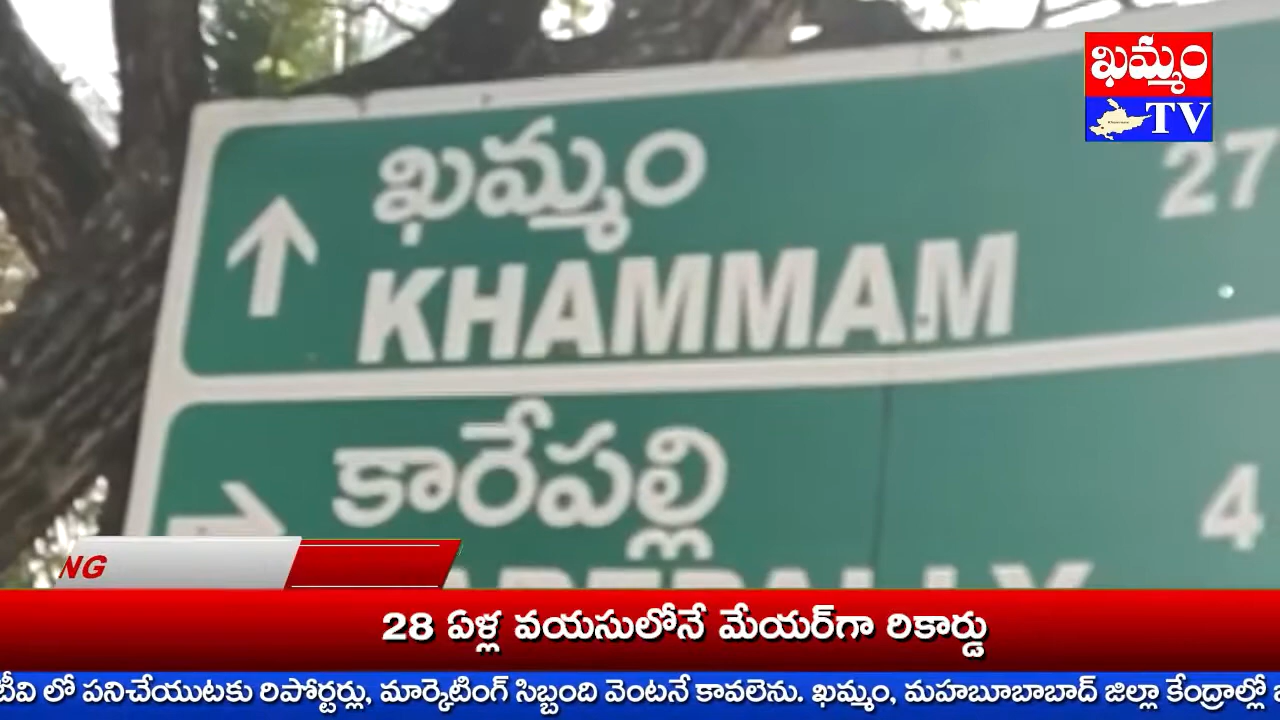 ఖమ్మం
TV
ఖమ్మం
27
KHAMMAM
కారేపల్లి
4
NG
28 ఏళ్ల వయసులోనే మేయర్‌గా రికార్డు
టీవి లో పనిచేయుటకు రిపోర్టర్లు, మార్కెటింగ్ సిబ్బంది వెంటనే కావలెను. ఖమ్మం, మహబూబాబాద్ జిల్లా కేంద్రాల్లో